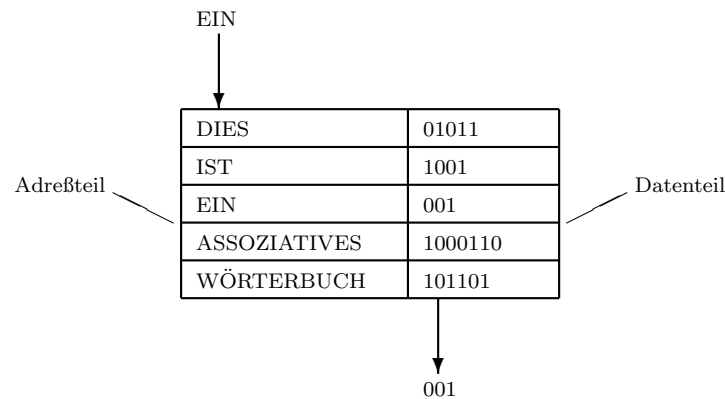 EIN
DIES 01011
IST 1001
Adreßteil Datenteil
EIN 001
ASSOZIATIVES 1000110
WÖRTERBUCH 101101
001